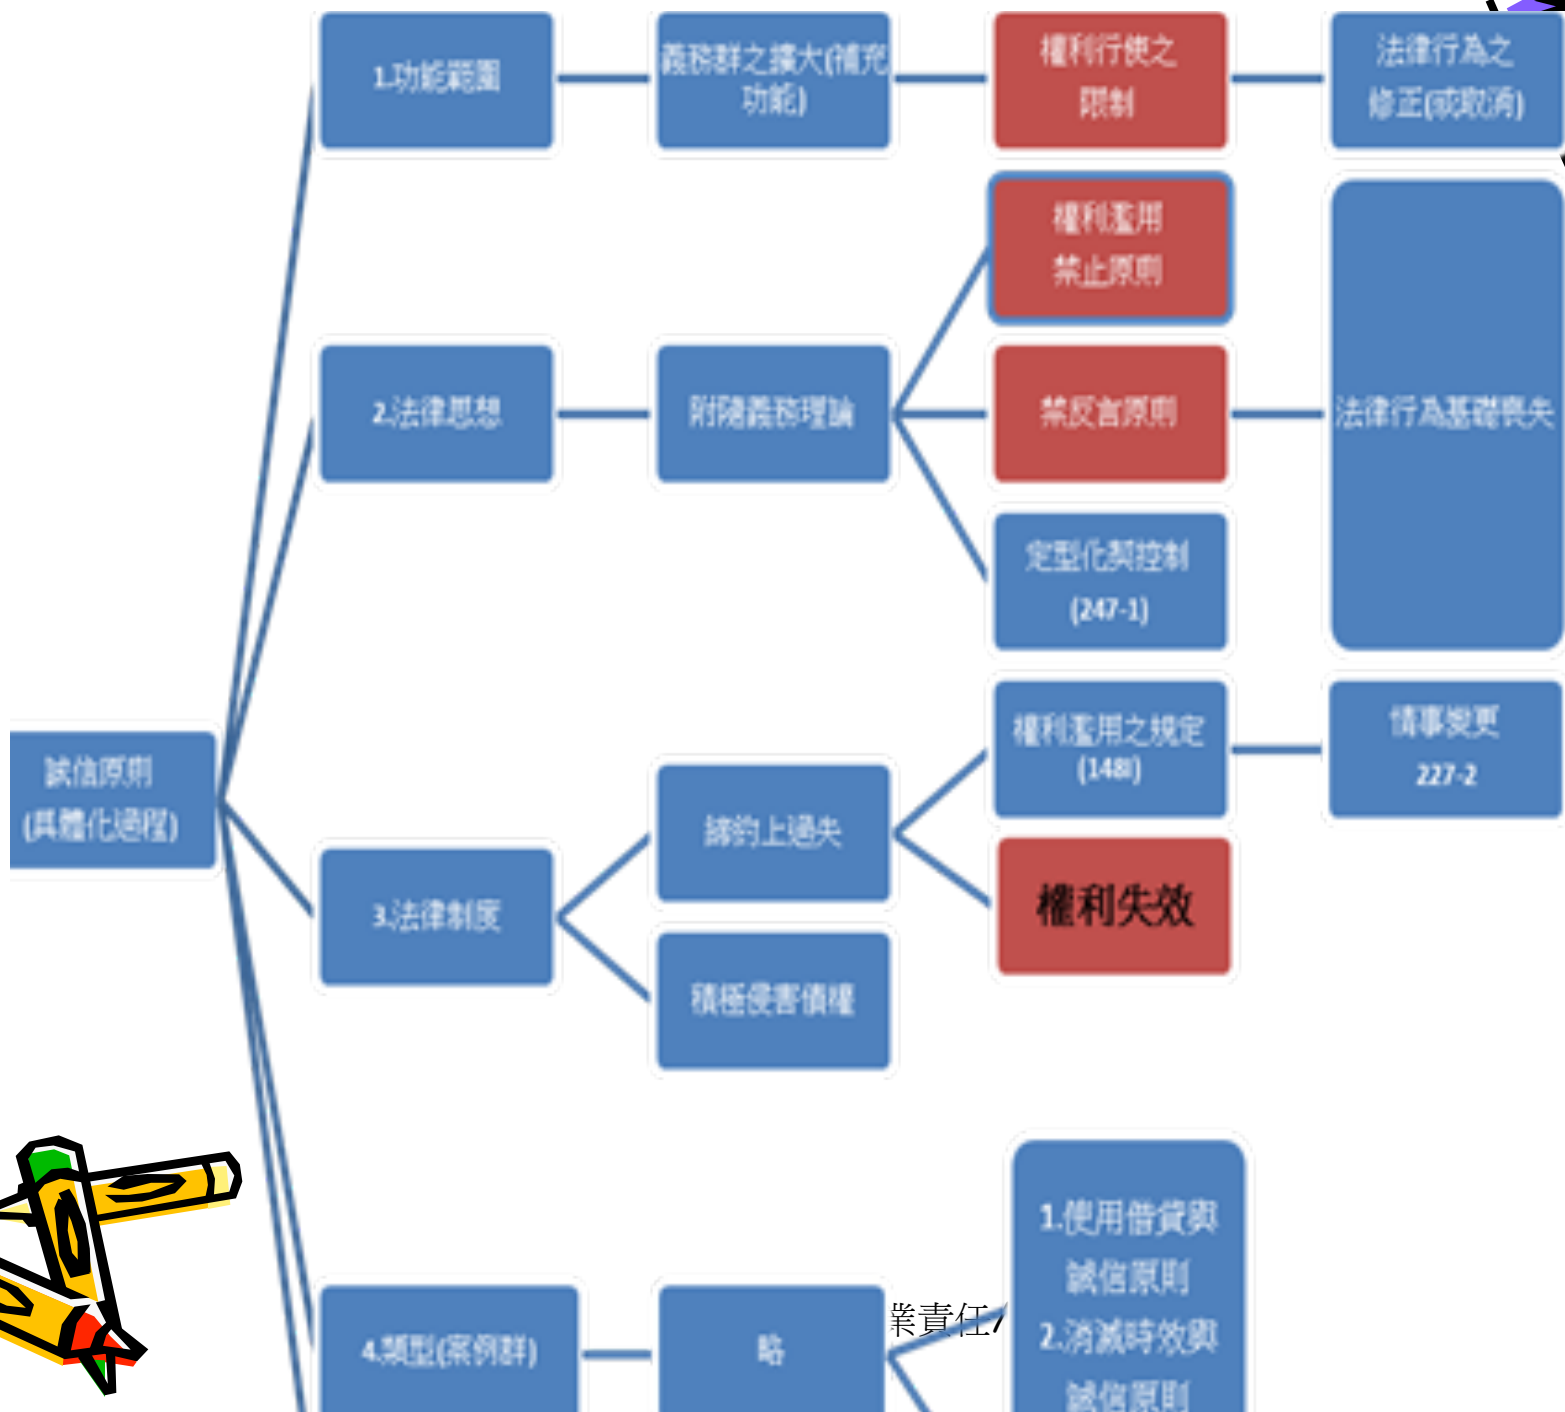 1.功能範圍
義務群之擴大(補充
功能)
權利行使之
限制
法律行為之
修正(或取消)
權利濫用
禁止原則
2.法律思想
附隨義務理論
禁反言原則
法律行為基礎喪失
定型化契控制
(247-1)
誠信原則
(具體化過程)
3.法律制度
締約上過失
權利濫用之規定
(148I)
情事變更
227-2
權利失效
積極侵害債權
4.類型(案例群)
略
業責任/
1.使用借貸與
誠信原則
2.消滅時效與
誠信原則